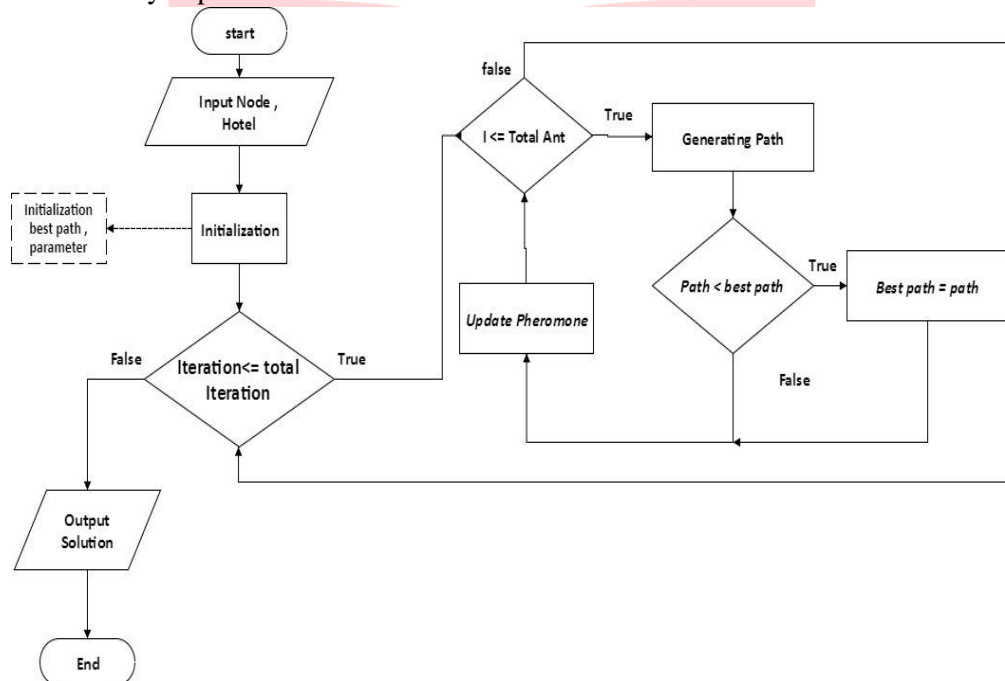 start
Input Node ,
Hotel
Initialization
best path ,
parameter
Initialization
Iteration<= total
Iteration
False
True
Output
Solution
End
false
I <= Total Ant
True
Generating Path
Path < best path
True
Best path = path
False
Update Pheromone